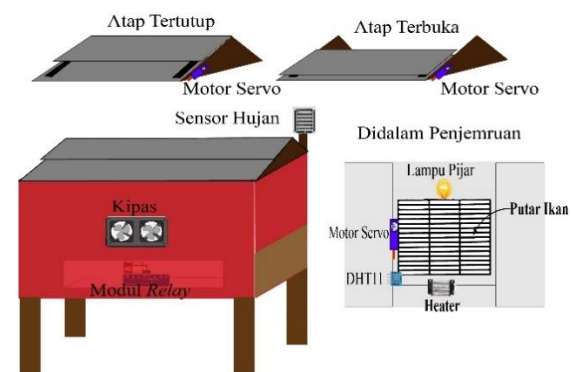 Atap Tertutup
Atap Terbuka
Motor Servo
Motor Servo
Sensor Hujan
Didalam Penjemruan
Kipas
Modul Relay
Lampu Pijar
Putar Ikan
Motor Servo
DHT11
Heater